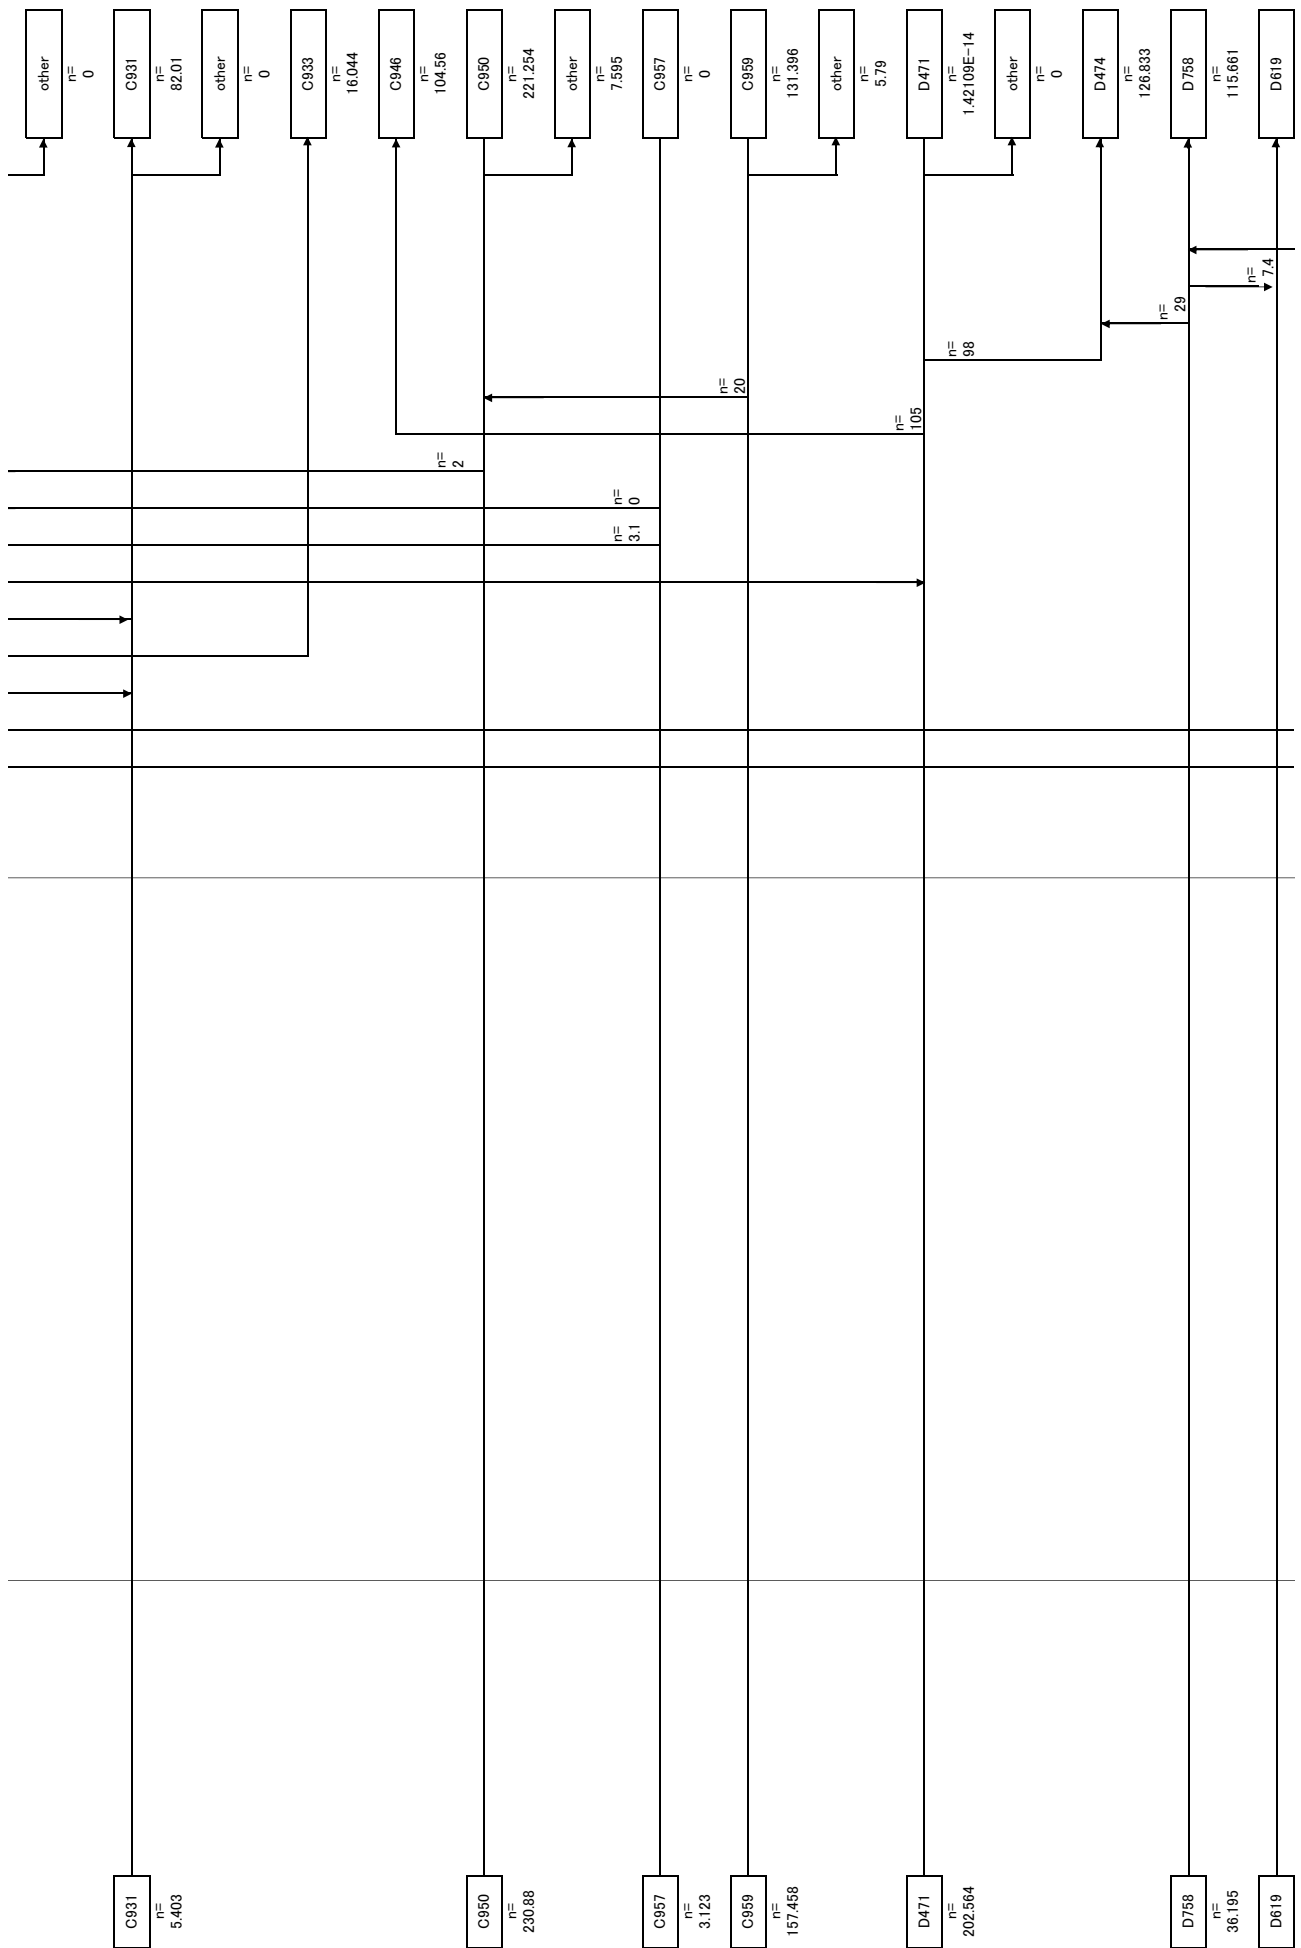 other
n=
0
C931
n=
82.01
other
n=
0
C933
n=
16.044
C946
n=
104.56
C950
n=
221.254
other
n=
7.595
C957
n=
0
C959
n=
131.396
other
n=
5.79
D471
n=
1.42109E-14
other
n=
0
D474
n=
126.833
D758
n=
115.661
D619
n=
7.4
n=
29
n=
98
n=
20
n=
105
n=
2
n=
0
n=
3.1
C931
n=
5.403
C950
n=
230.88
C957
n=
3.123
C959
n=
157.458
D471
n=
202.564
D758
n=
36.195
D619